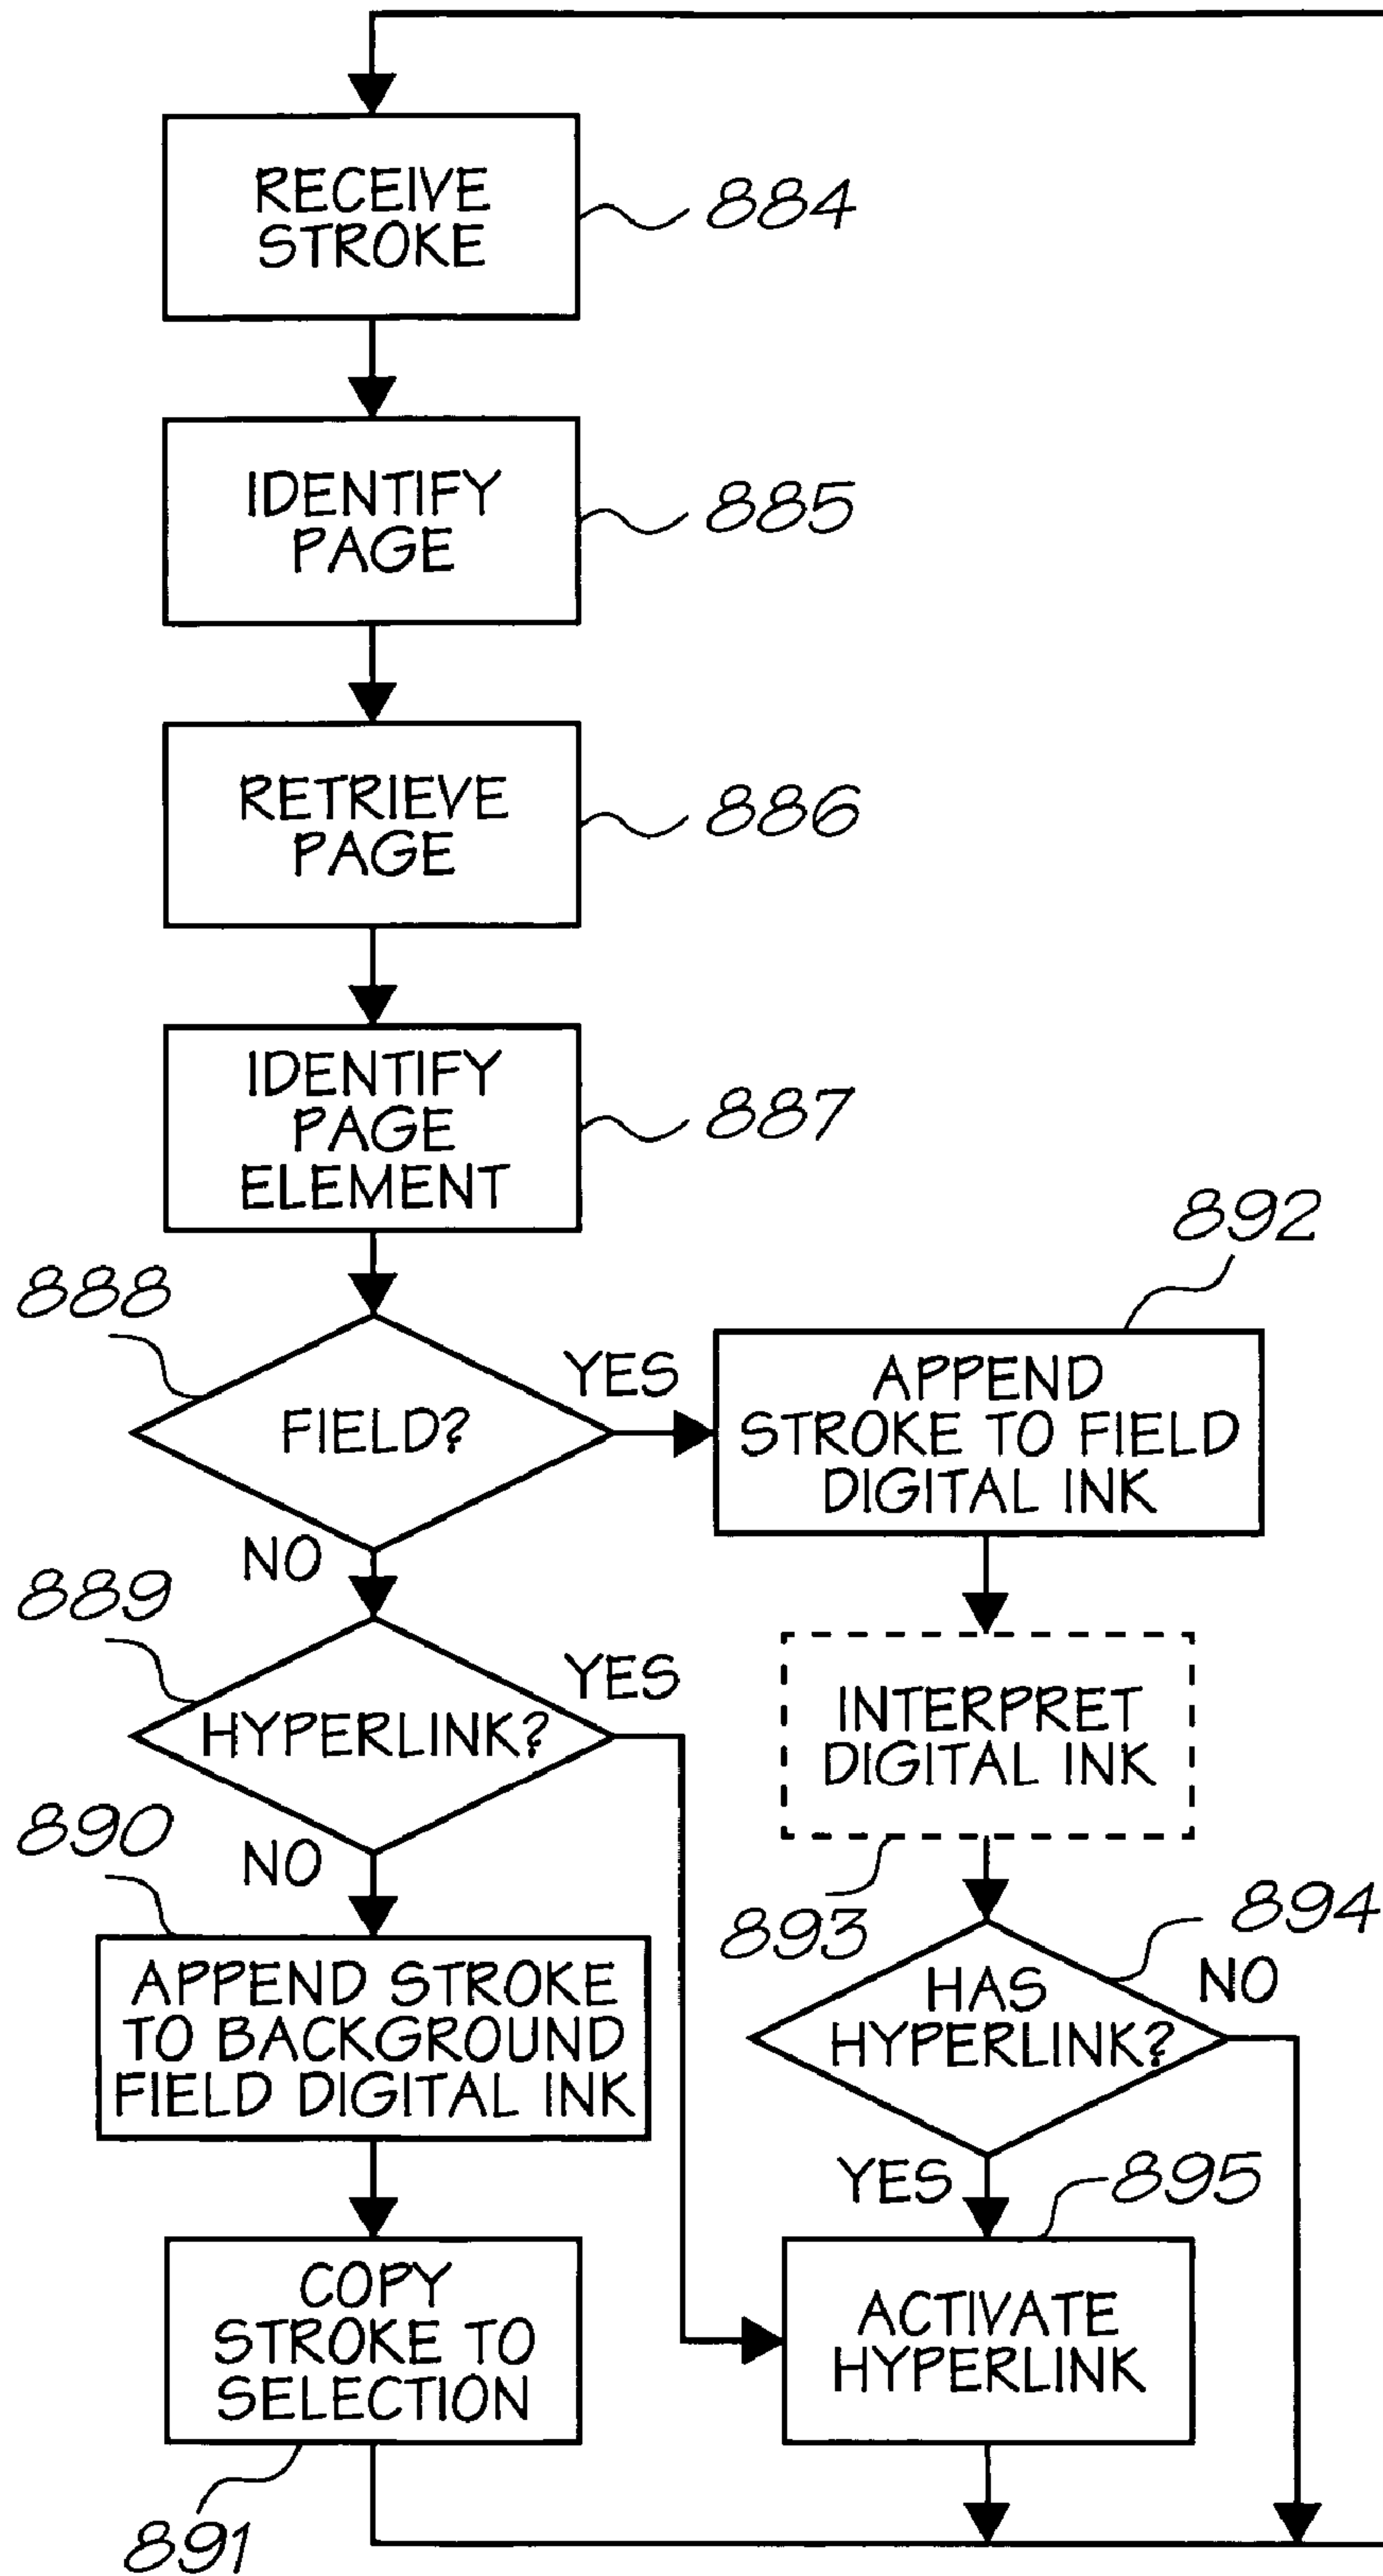 RECEIVE
STROKE
884
IDENTIFY
PAGE
885
RETRIEVE
PAGE
886
IDENTIFY
PAGE
ELEMENT
887
888
FIELD?
YES
NO
892
APPEND
STROKE TO FIELD
DIGITAL INK
889
HYPERLINK?
YES
NO
INTERPRET
DIGITAL INK
893
890
APPEND STROKE
TO BACKGROUND
FIELD DIGITAL INK
894
HAS
HYPERLINK?
NO
YES
895
COPY
STROKE TO
SELECTION
891
ACTIVATE
HYPERLINK